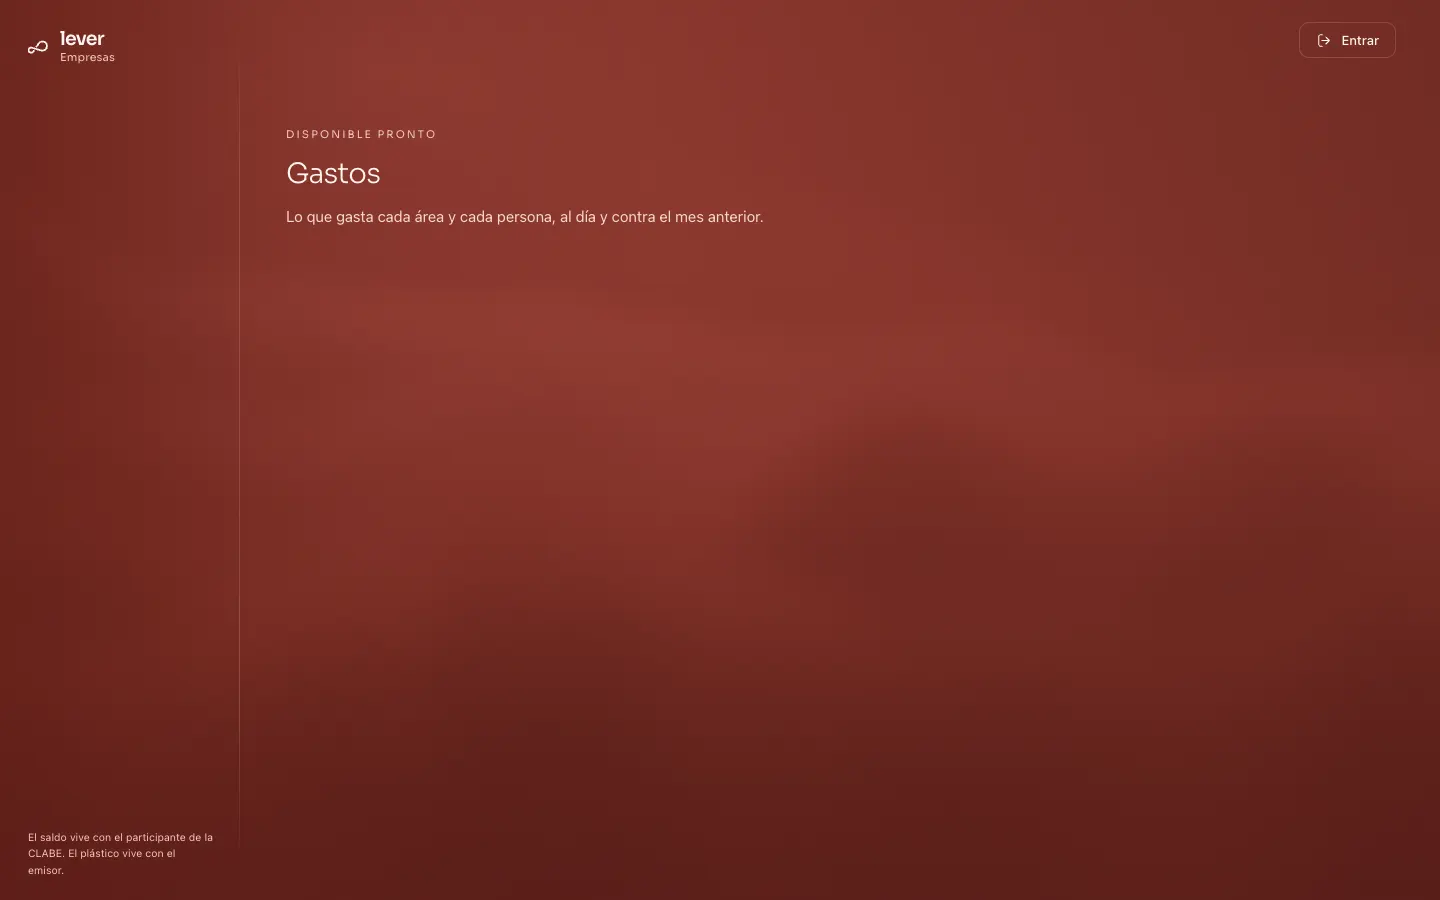 lever
Empresas
Entrar
DISPONIBLE PRONTO
Gastos
Lo que gasta cada área y cada persona, al día y contra el mes anterior.
El saldo vive con el participante de la
CLABE. El plástico vive con el
emisor.